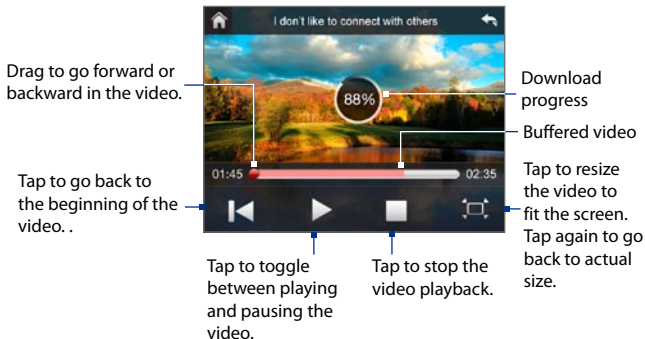 I don't like to connect with others
Drag to go forward or
backward in the video.
88%
Download
progress
Buffered video
01:45
02:35
Tap to go back to
the beginning of the
video. .
Tap to resize
the video to
fit the screen.
Tap again to go
back to actual
size.
Tap to toggle
between playing
and pausing the
video.
Tap to stop the
video playback.